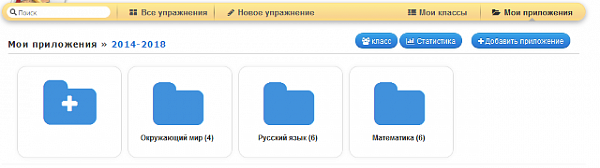 Поиск Все упражнения Новое упражнение Мои классы Мои приложения
Мои приложения » 2014-2018 класс Статистика Добавить приложение
Окружающий мир (4) Русский язык (6) Математика (6)